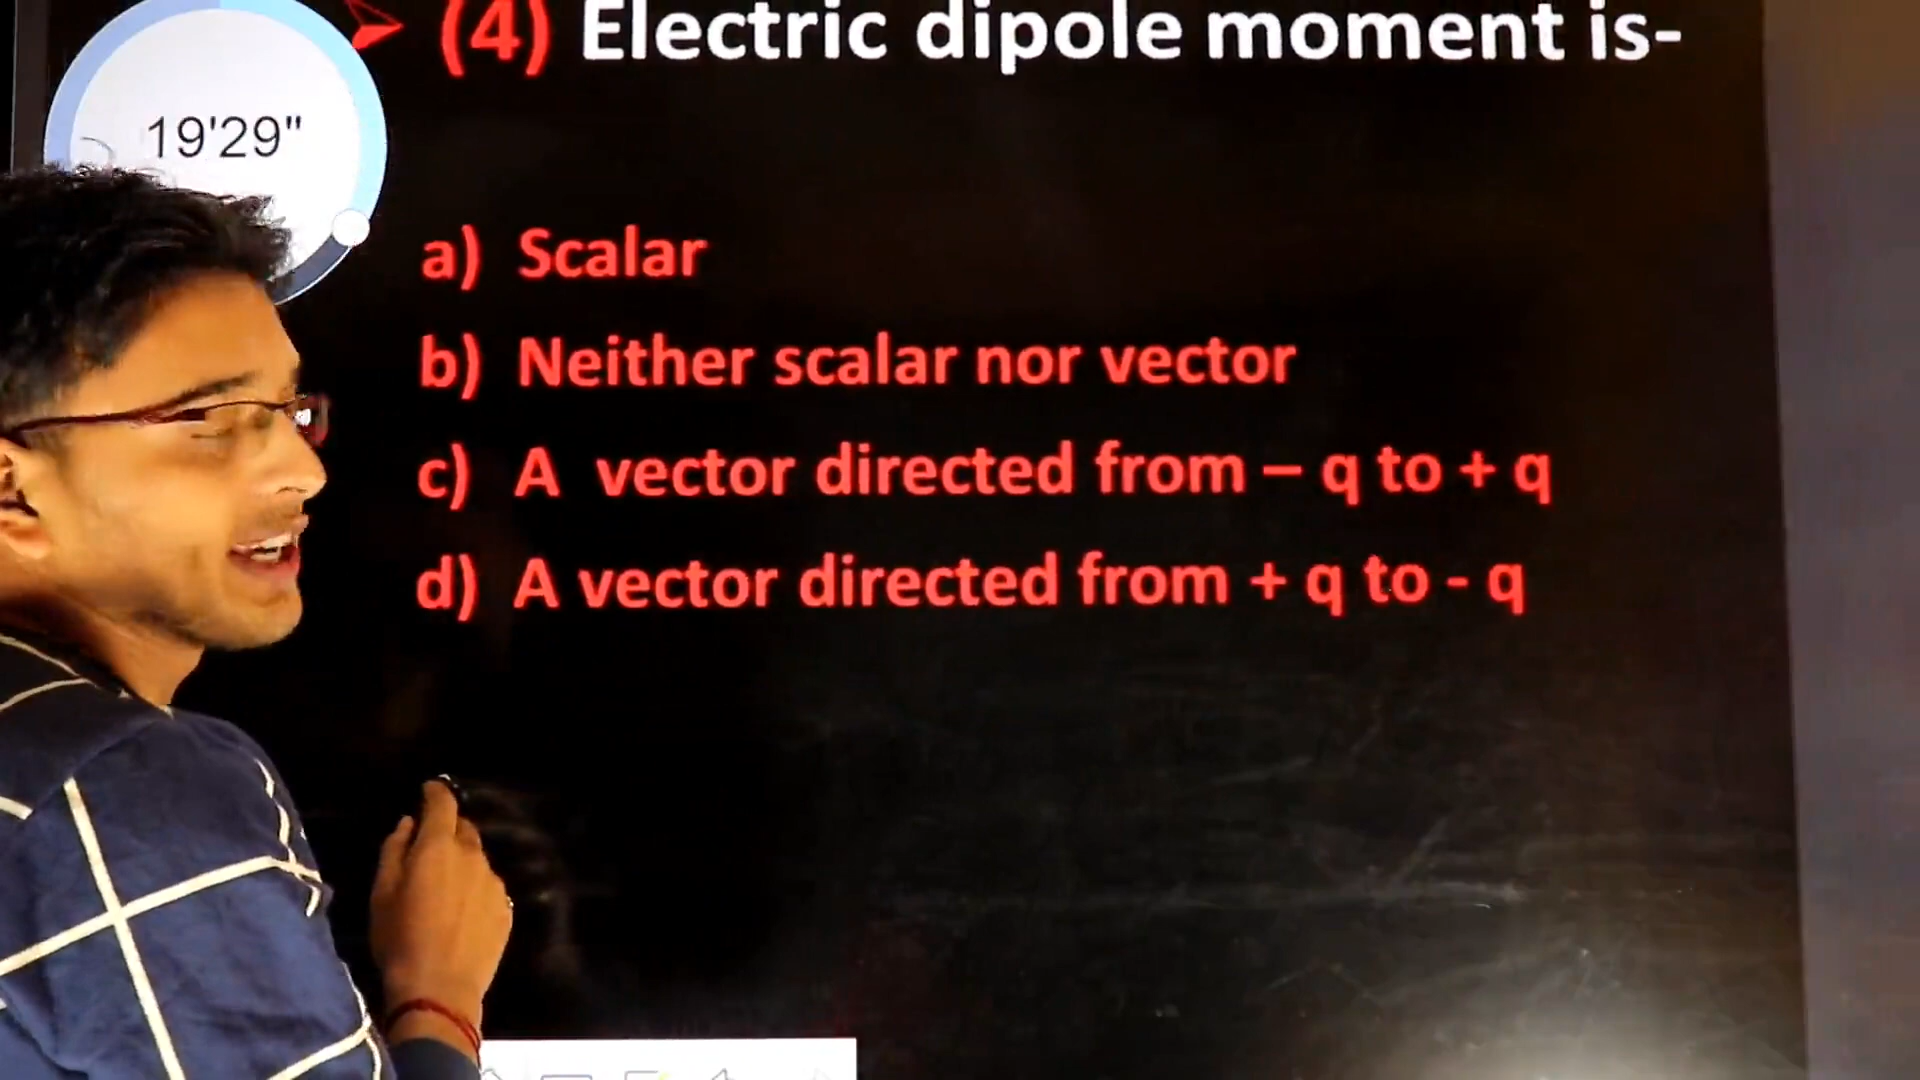 (4) Electric dipole moment is-
19'29"
a) Scalar
b) Neither scalar nor vector
c) A vector directed from – q to + q
d) A vector directed from + q to - q